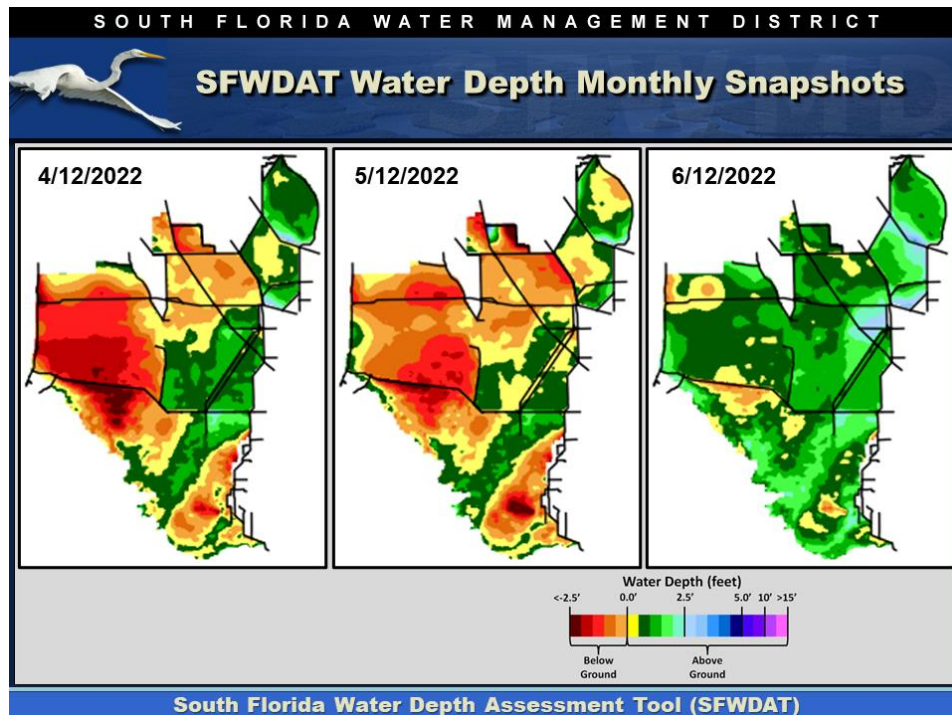 SOUTH FLORIDA WATER MANAGEMENT DISTRICT
SFWDAT Water Depth Monthly Snapshots
SFWMD
4/12/2022
5/12/2022
6/12/2022
Water Depth (feet)
<-2.5' 0.0' 2.5' 5.0' 10' >15'
Below Ground
Above Ground
South Florida Water Depth Assessment Tool (SFWDAT)